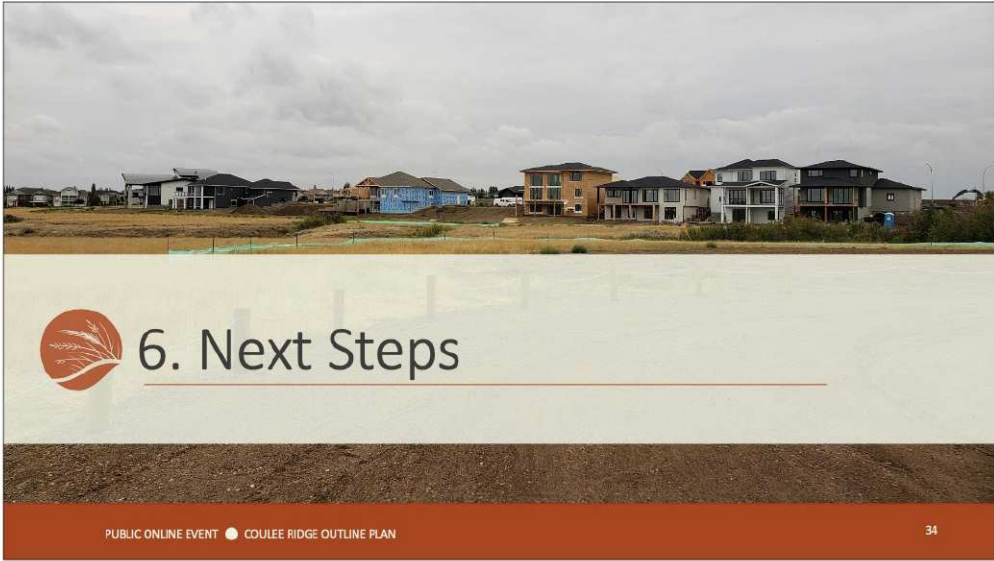 6. Next Steps
PUBLIC ONLINE EVENT ● COULEE RIDGE OUTLINE PLAN
34